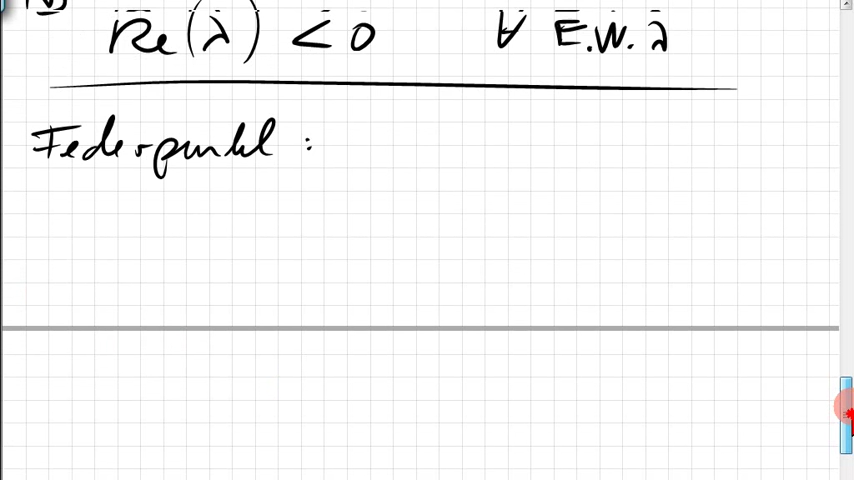 Re(λ) < 0 ∀ E.W. λ
Federpendel :